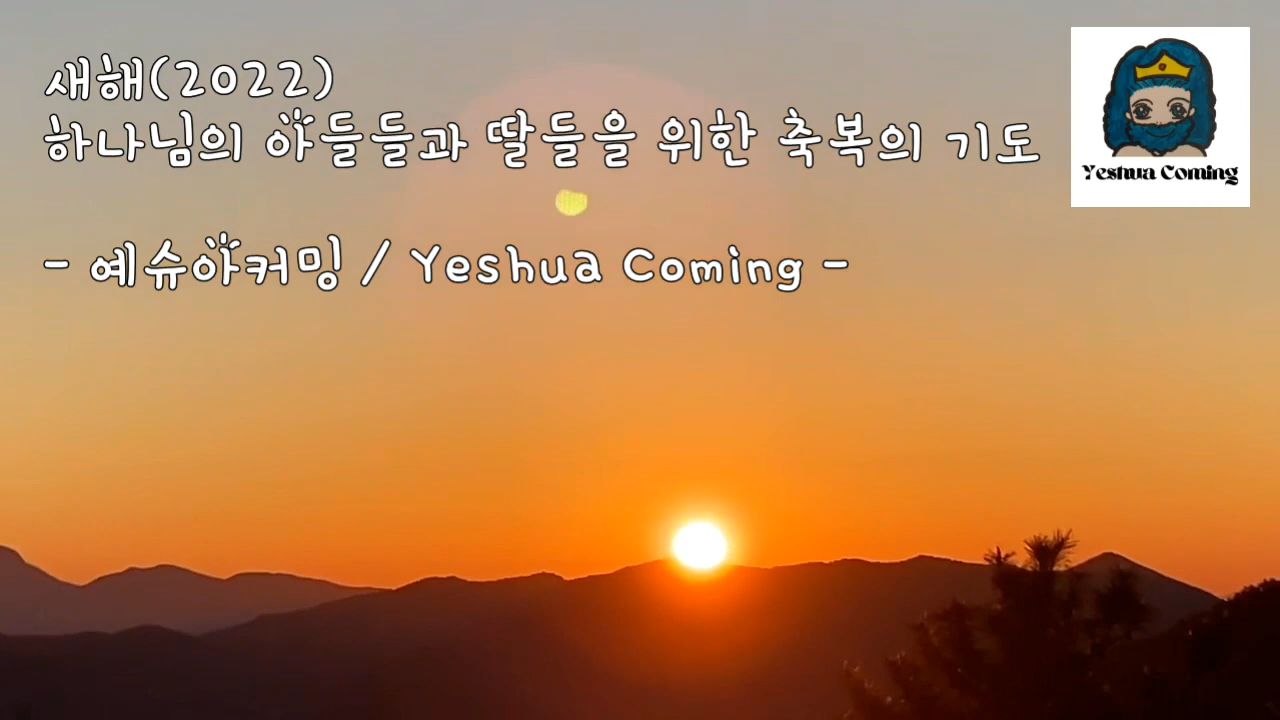 새해(2022)
하나님의 아들들과 딸들을 위한 축복의 기도
- 예슈아커밍 / Yeshua Coming -
Yeshua Coming